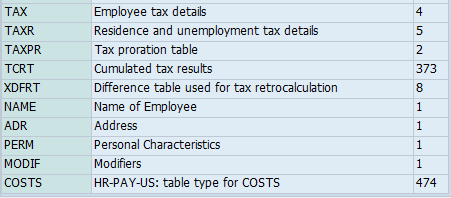 TAX Employee tax details 4
TAXR Residence and unemployment tax details 5
TAXPR Tax proration table 2
TCRT Cumulated tax results 373
XDFRT Difference table used for tax retrocalculation 8
NAME Name of Employee 1
ADR Address 1
PERM Personal Characteristics 1
MODIF Modifiers 1
COSTS HR-PAY-US: table type for COSTS 474